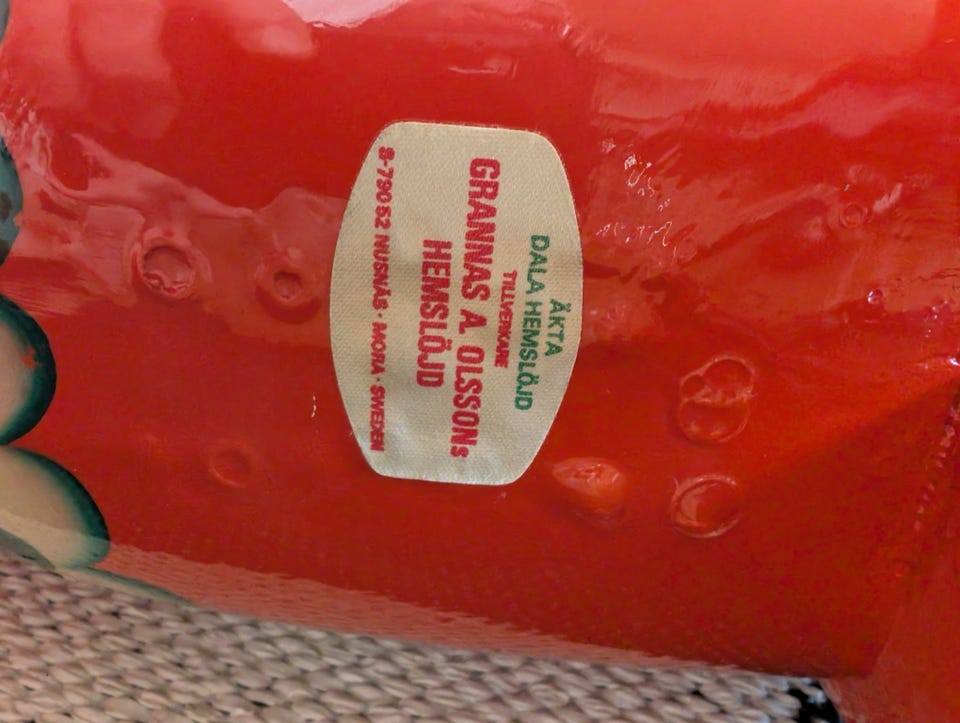 ÄKTA
DALA HEMSLÖJD
TILLVERKARE
GRANNAS A. OLSSONs
HEMSLÖJD
S-790 52 NUSNÄS · MORA · SWEDEN